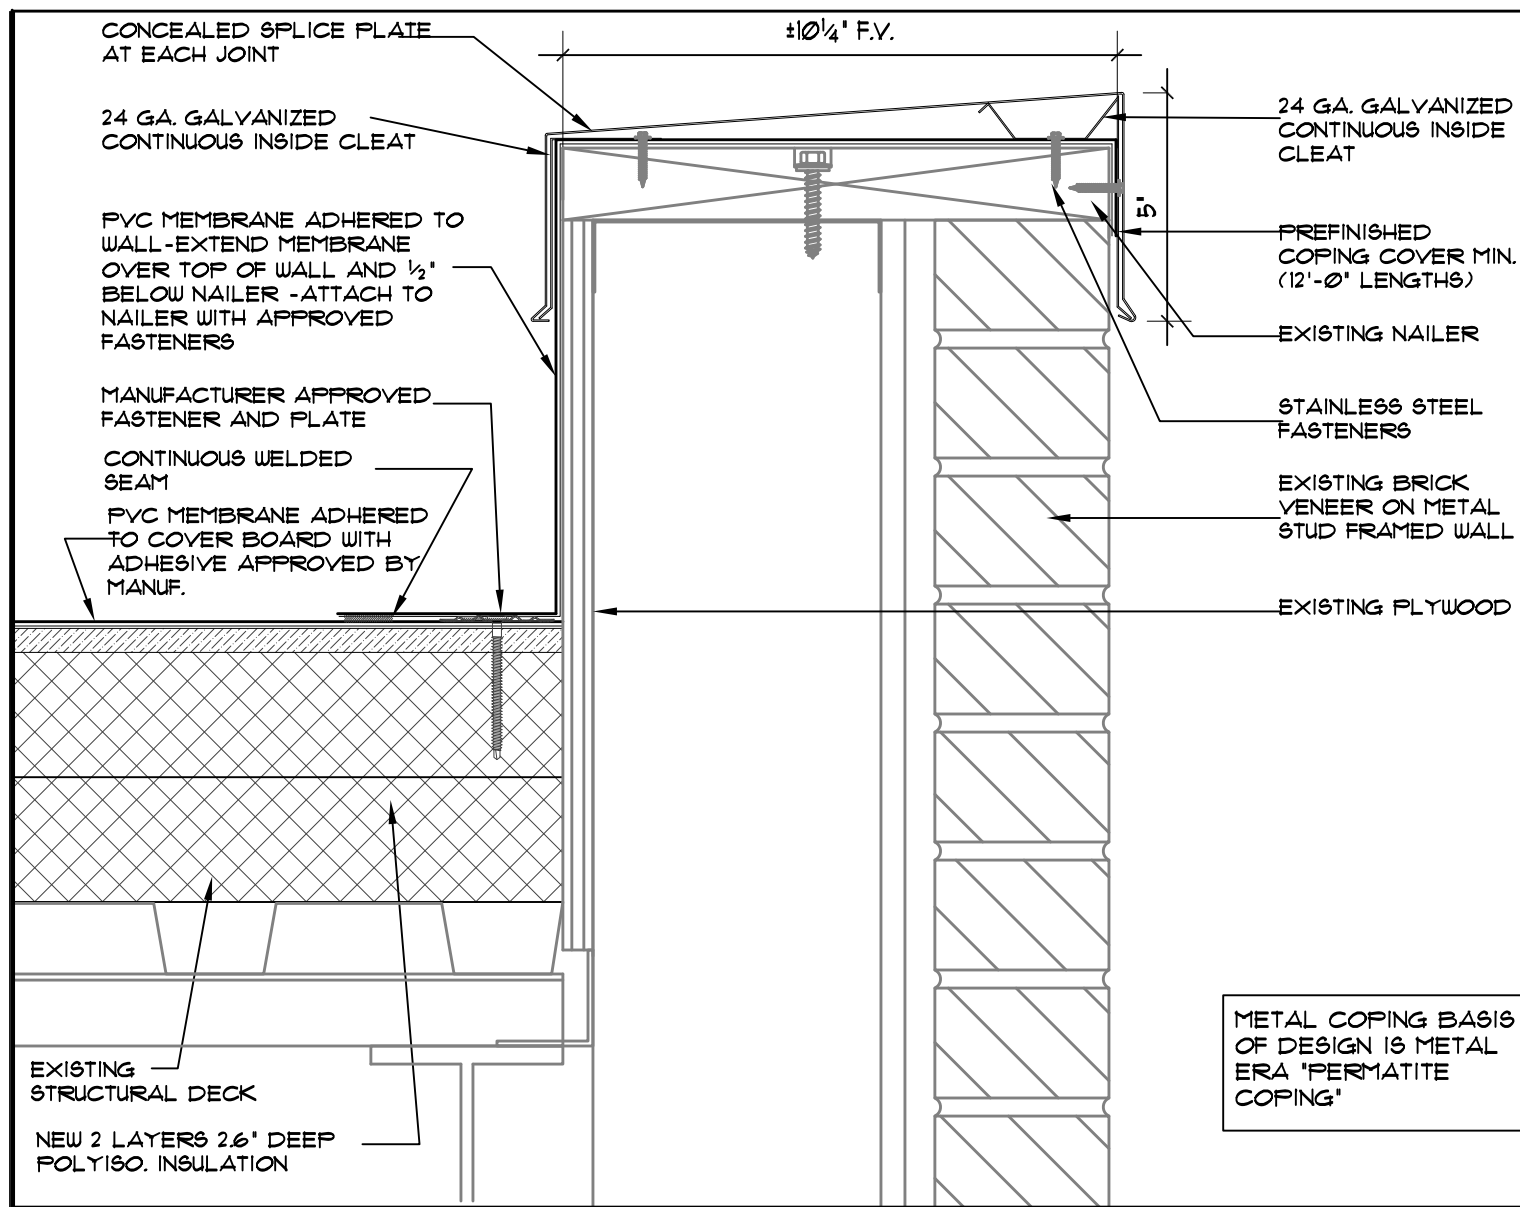 CONCEALED SPLICE PLATE
AT EACH JOINT
24 GA. GALVANIZED
CONTINUOUS INSIDE CLEAT
PVC MEMBRANE ADHERED TO
WALL-EXTEND MEMBRANE
OVER TOP OF WALL AND ½"
BELOW NAILER -ATTACH TO
NAILER WITH APPROVED
FASTENERS
MANUFACTURER APPROVED
FASTENER AND PLATE
CONTINUOUS WELDED
SEAM
PVC MEMBRANE ADHERED
TO COVER BOARD WITH
ADHESIVE APPROVED BY
MANUF.
EXISTING
STRUCTURAL DECK
NEW 2 LAYERS 2.6" DEEP
POLYISO. INSULATION
±10¼" F.V.
5"
24 GA. GALVANIZED
CONTINUOUS INSIDE
CLEAT
PREFINISHED
COPING COVER MIN.
(12'-0" LENGTHS)
EXISTING NAILER
STAINLESS STEEL
FASTENERS
EXISTING BRICK
VENEER ON METAL
STUD FRAMED WALL
EXISTING PLYWOOD
METAL COPING BASIS
OF DESIGN IS METAL
ERA "PERMATITE
COPING"